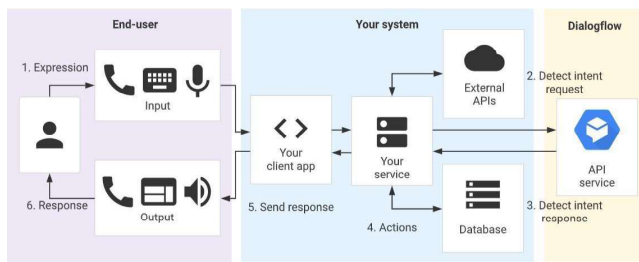 End-user
Your system
Dialogflow
1. Expression
Input
External
APIs
2. Detect intent
request
Your
client app
Your
service
API
service
6. Response
Output
5. Send response
4. Actions
Database
3. Detect intent
response